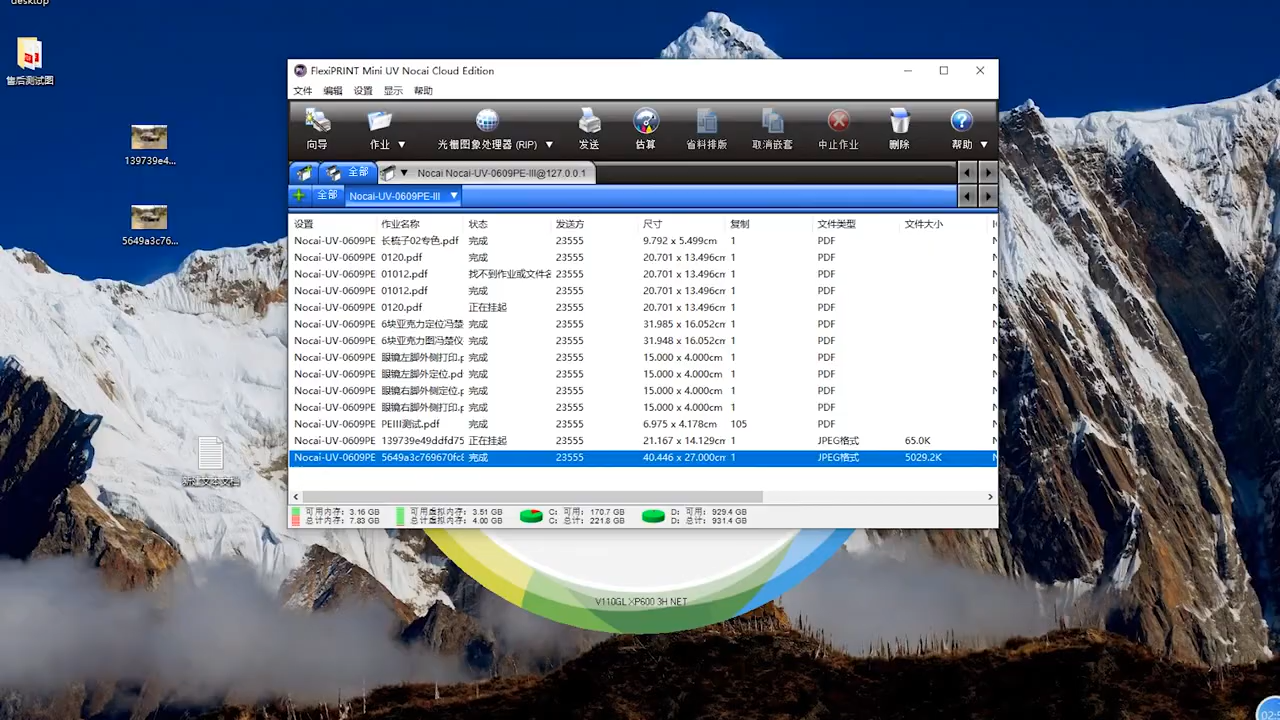 desktop
售后测试图
139739e4...
5649a3c76...
新建文本文档
FlexiPRINT Mini UV Nocai Cloud Edition
文件 编辑 设置 显示 帮助
向导 作业 光栅图象处理器 (RIP) 发送 估算 省料排版 取消嵌套 中止作业 删除 帮助
全部 Nocai Nocai-UV-0609PE-III@127.0.0.1
全部 Nocai-UV-0609PE-III
设置 作业名称 状态 发送方 尺寸 复制 文件类型 文件大小
Nocai-UV-0609PE 长梳子02专色.pdf 完成 23555 9.792 x 5.499cm 1 PDF
Nocai-UV-0609PE 0120.pdf 完成 23555 20.701 x 13.496cm 1 PDF
Nocai-UV-0609PE 01012.pdf 找不到作业或文件名 23555 20.701 x 13.496cm 1 PDF
Nocai-UV-0609PE 01012.pdf 完成 23555 20.701 x 13.496cm 1 PDF
Nocai-UV-0609PE 0120.pdf 正在挂起 23555 20.701 x 13.496cm 1 PDF
Nocai-UV-0609PE 6块亚克力定位冯楚 完成 23555 31.985 x 16.052cm 1 PDF
Nocai-UV-0609PE 6块亚克力图冯楚仪 完成 23555 31.948 x 16.052cm 1 PDF
Nocai-UV-0609PE 眼镜左脚外侧打印.p 完成 23555 15.000 x 4.000cm 1 PDF
Nocai-UV-0609PE 眼镜左脚外定位.pd 完成 23555 15.000 x 4.000cm 1 PDF
Nocai-UV-0609PE 眼镜右脚外侧定位.p 完成 23555 15.000 x 4.000cm 1 PDF
Nocai-UV-0609PE 眼镜右脚外侧打印.p 完成 23555 15.000 x 4.000cm 1 PDF
Nocai-UV-0609PE PEIII测试.pdf 完成 23555 6.975 x 4.178cm 105 PDF
Nocai-UV-0609PE 139739e49ddfd75 正在挂起 23555 21.167 x 14.129cm 1 JPEG格式 65.0K
Nocai-UV-0609PE 5649a3c769670fc8 完成 23555 40.446 x 27.000cm 1 JPEG格式 5029.2K
可用内存: 3.16 GB 可用虚拟内存: 3.51 GB C: 可用: 170.7 GB D: 可用: 929.4 GB
总计内存: 7.83 GB 总计虚拟内存: 4.00 GB C: 总计: 221.8 GB D: 总计: 931.4 GB
V110GL XP600 3H NET